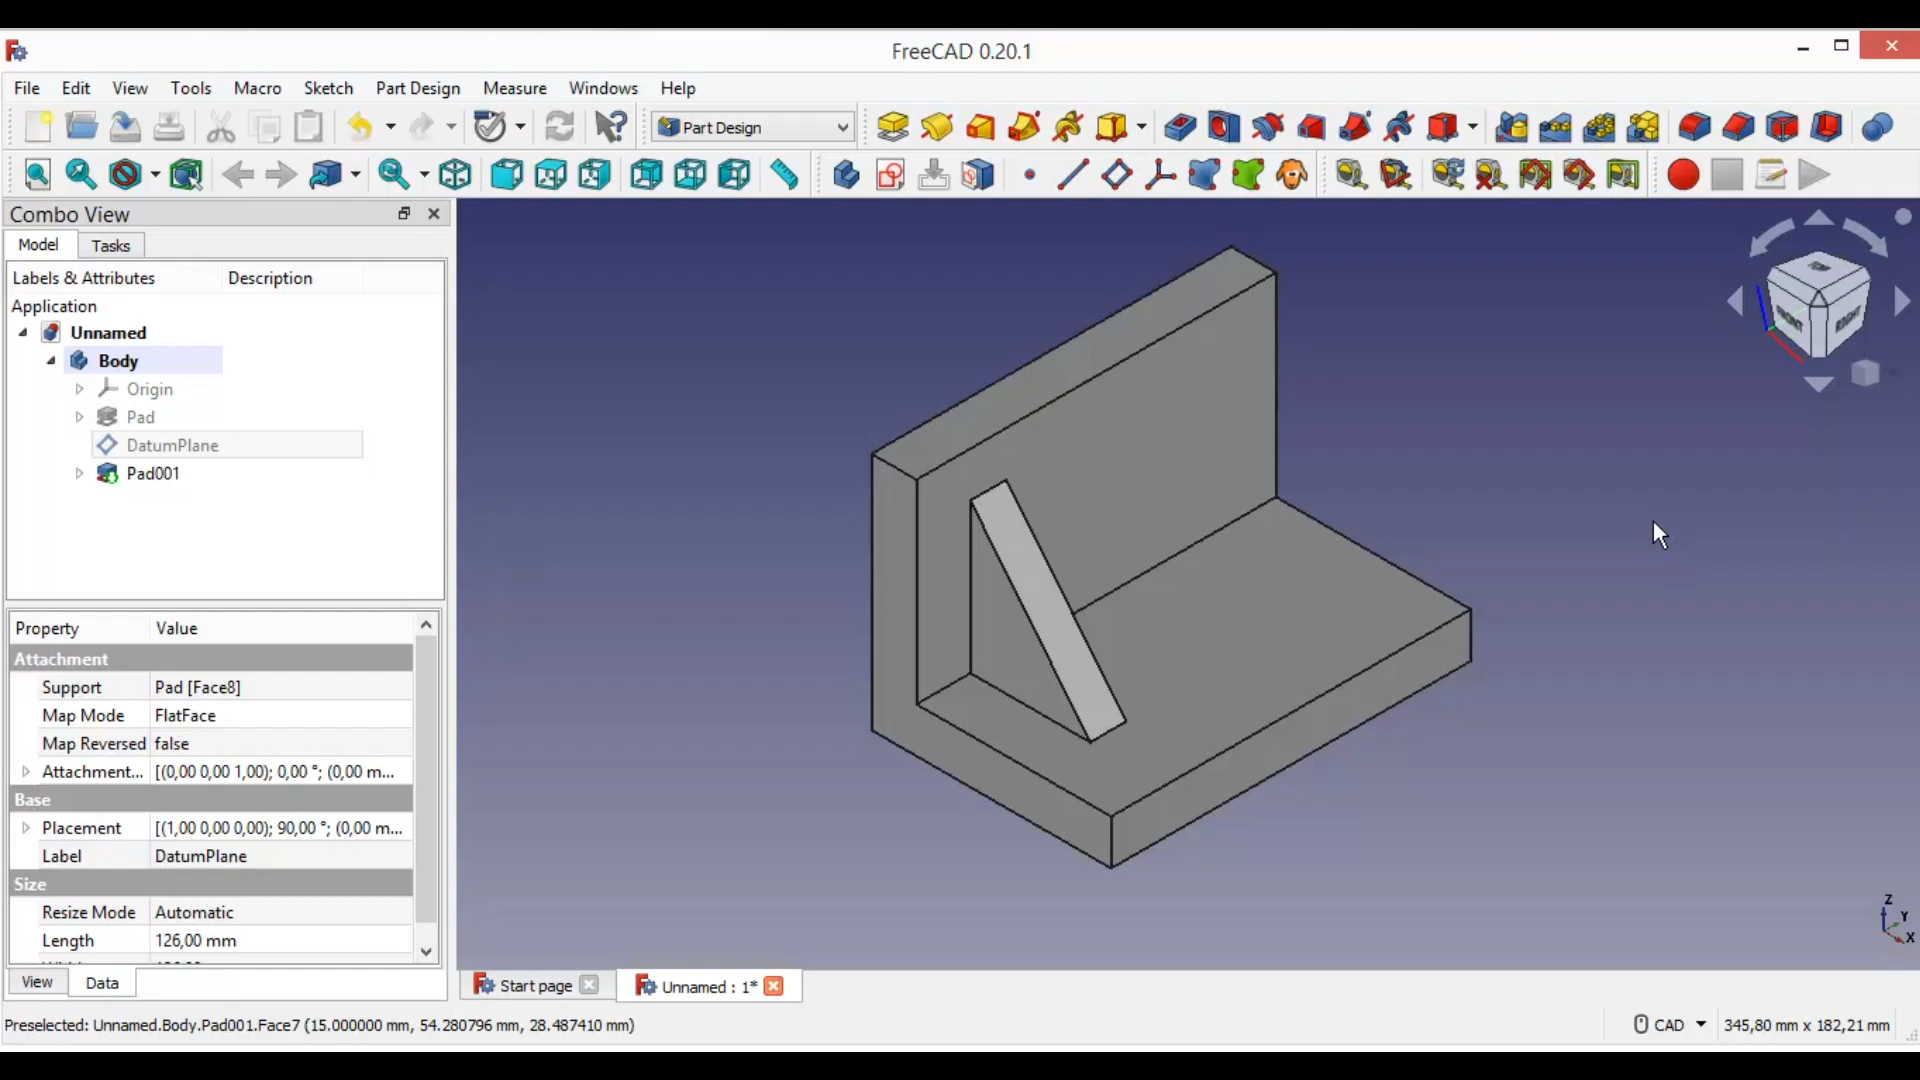 FreeCAD 0.20.1
File Edit View Tools Macro Sketch Part Design Measure Windows Help
Part Design
Combo View
Model Tasks
Labels & Attributes Description
Application
Unnamed
Body
Origin
Pad
DatumPlane
Pad001
Property Value
Attachment
Support Pad [Face8]
Map Mode FlatFace
Map Reversed false
Attachment... [(0,00 0,00 1,00); 0,00 °; (0,00 m...
Base
Placement [(1,00 0,00 0,00); 90,00 °; (0,00 m...
Label DatumPlane
Size
Resize Mode Automatic
Length 126,00 mm
View Data
TOP
FRONT RIGHT
Z
Y
X
Start page Unnamed : 1*
Preselected: Unnamed.Body.Pad001.Face7 (15.000000 mm, 54.280796 mm, 28.487410 mm)
CAD 345,80 mm x 182,21 mm